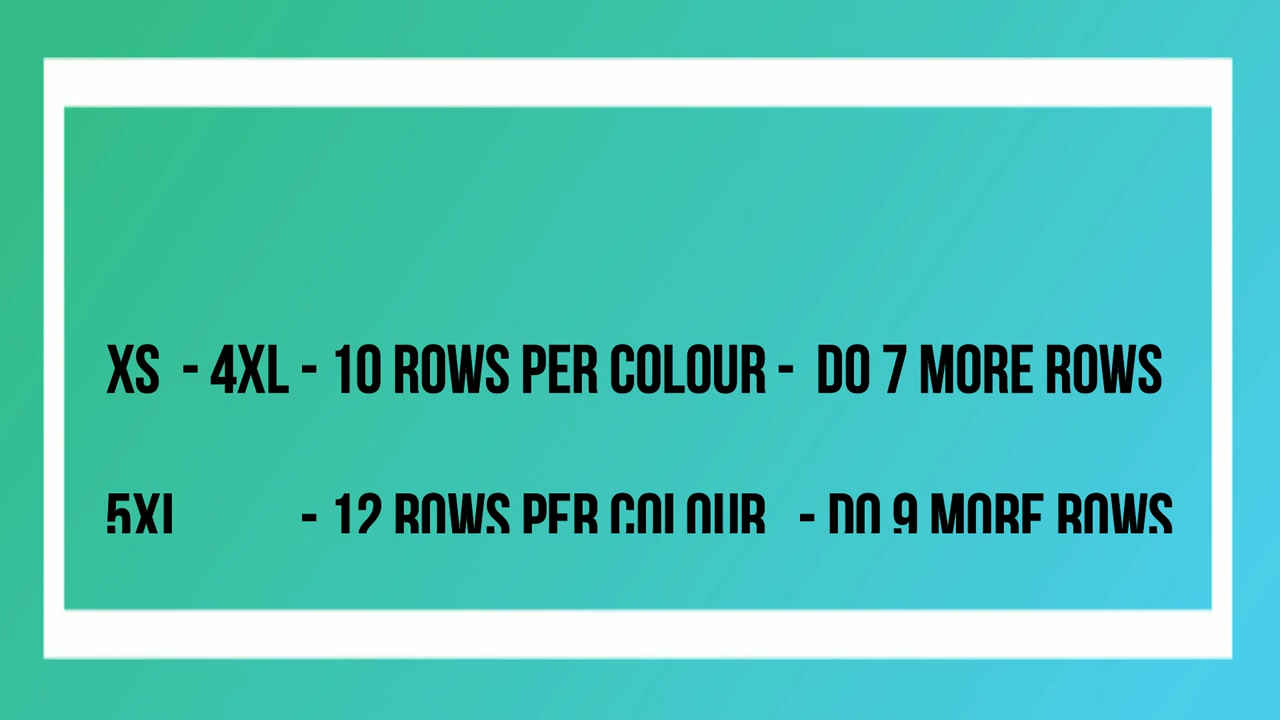 XS - 4XL - 10 ROWS PER COLOUR - DO 7 MORE ROWS
5XL - 12 ROWS PER COLOUR - DO 9 MORE ROWS